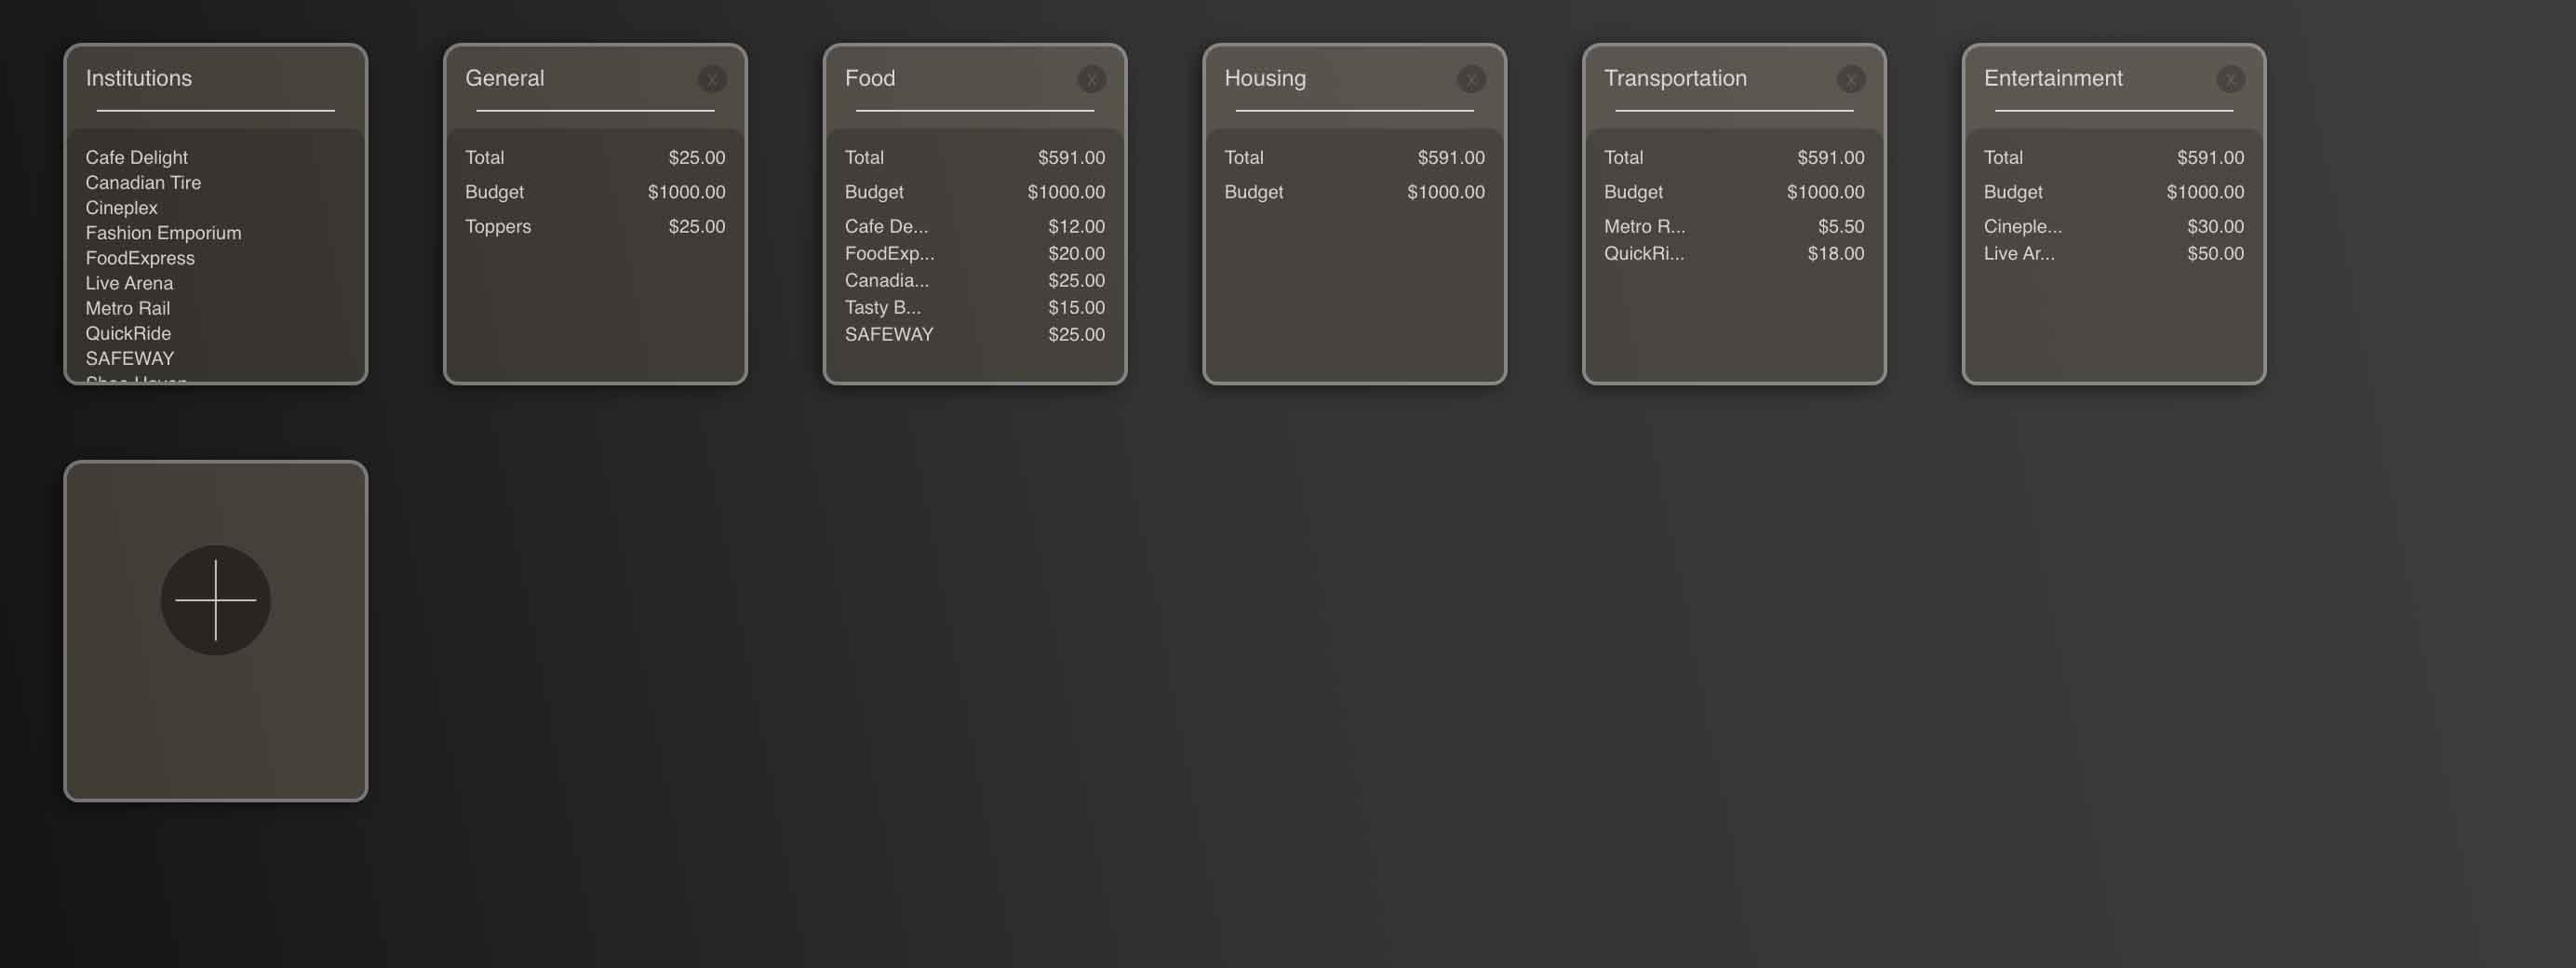 Institutions
Cafe Delight
Canadian Tire
Cineplex
Fashion Emporium
FoodExpress
Live Arena
Metro Rail
QuickRide
SAFEWAY
General X
Total $25.00
Budget $1000.00
Toppers $25.00
Food X
Total $591.00
Budget $1000.00
Cafe De... $12.00
FoodExp... $20.00
Canadia... $25.00
Tasty B... $15.00
SAFEWAY $25.00
Housing X
Total $591.00
Budget $1000.00
Transportation X
Total $591.00
Budget $1000.00
Metro R... $5.50
QuickRi... $18.00
Entertainment X
Total $591.00
Budget $1000.00
Cineple... $30.00
Live Ar... $50.00